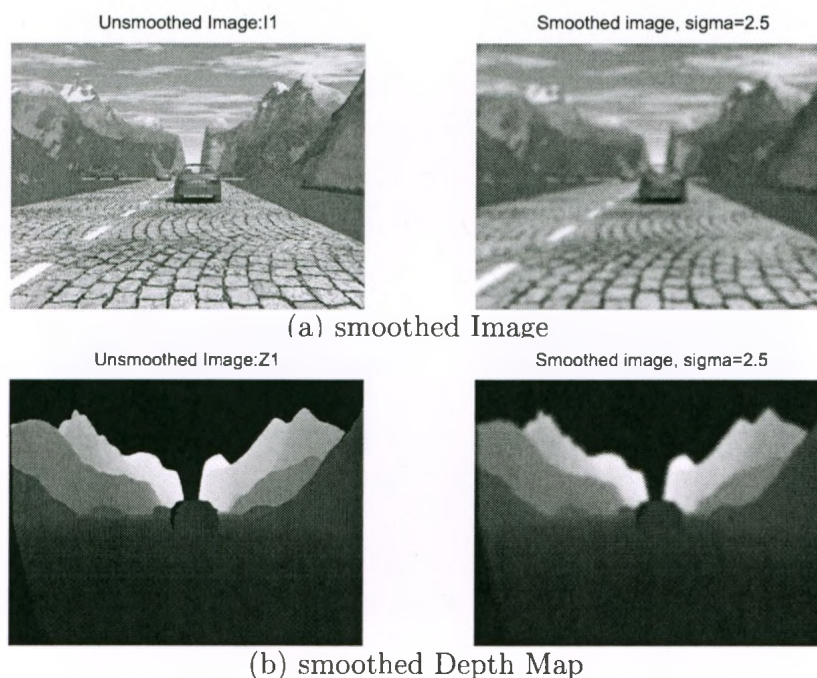 Unsmoothed Image:I1
Smoothed image, sigma=2.5
(a) smoothed Image
Unsmoothed Image:Z1
Smoothed image, sigma=2.5
(b) smoothed Depth Map